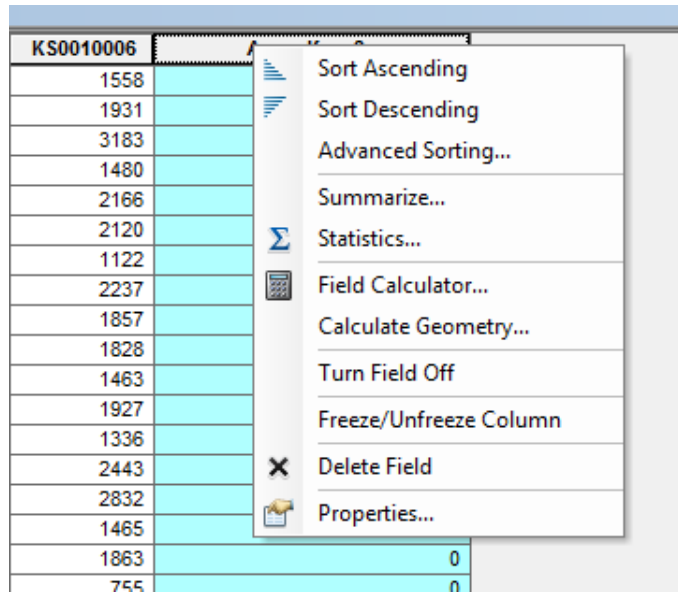 KS0010006
1558
1931
3183
1480
2166
2120
1122
2237
1857
1828
1463
1927
1336
2443
2832
1465
1863 0
755 0
Sort Ascending
Sort Descending
Advanced Sorting...
Summarize...
Statistics...
Field Calculator...
Calculate Geometry...
Turn Field Off
Freeze/Unfreeze Column
Delete Field
Properties...